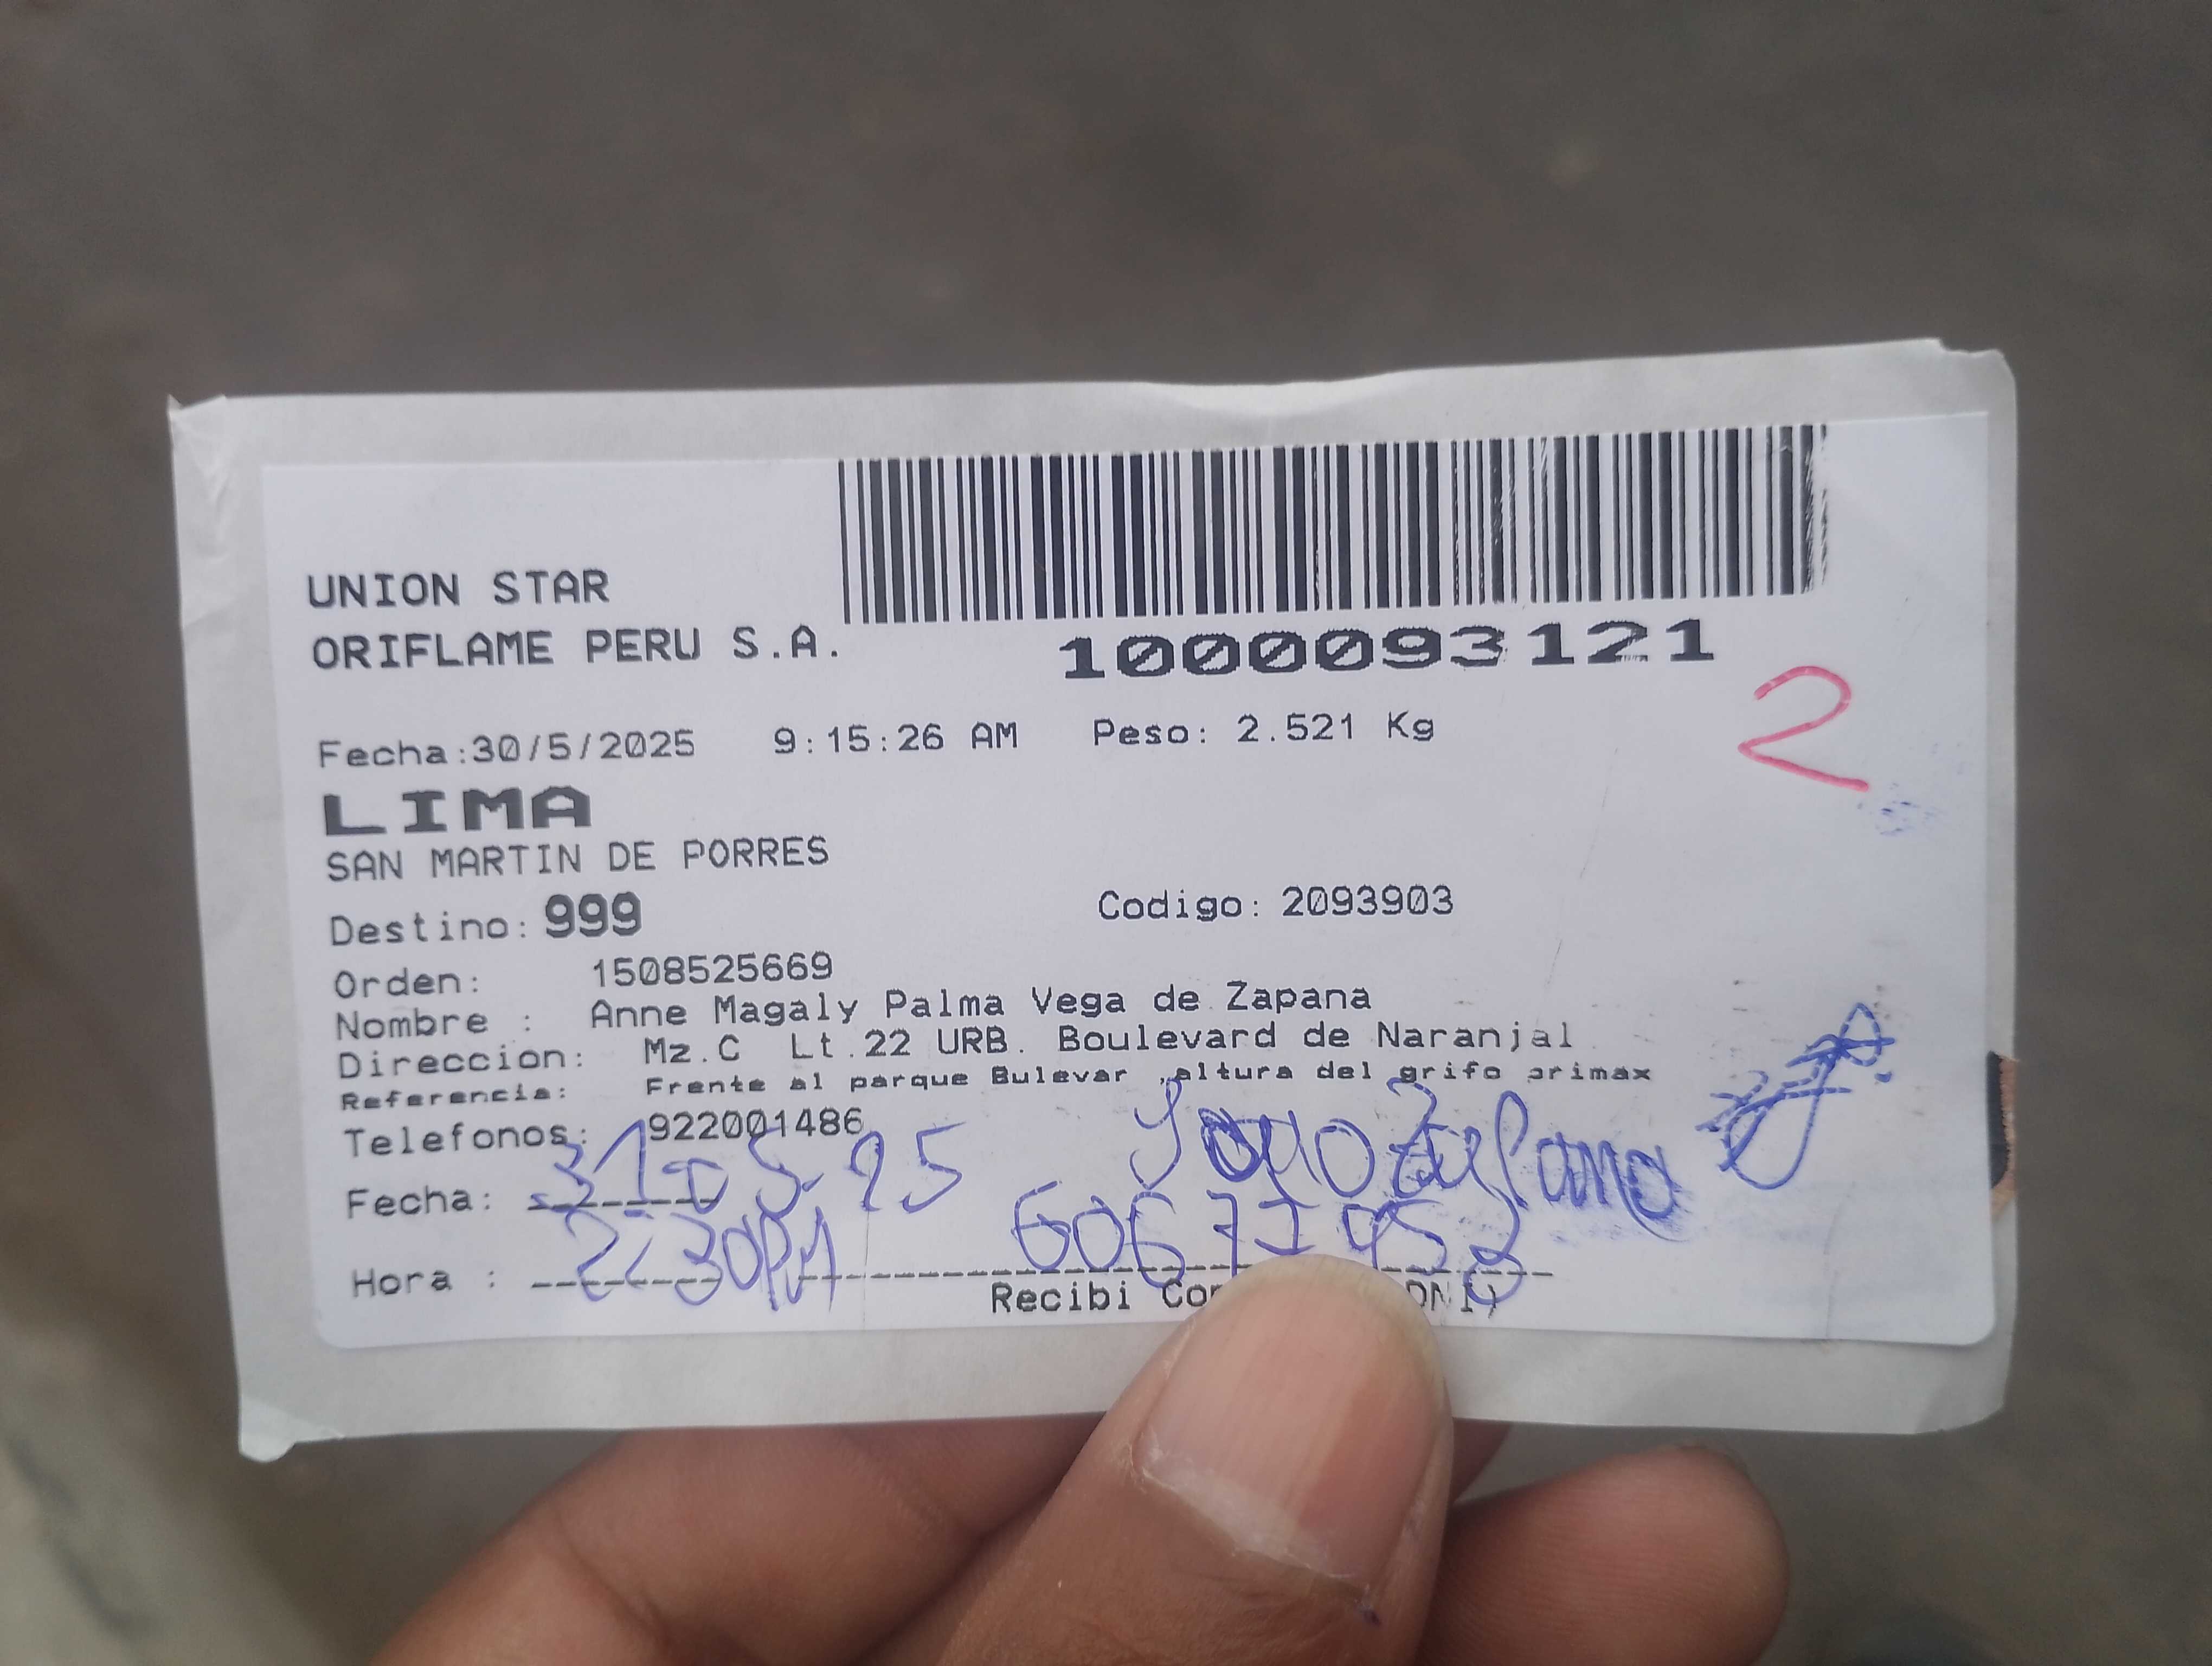 UNION STAR
ORIFLAME PERU S.A.
1000093121
2
Fecha:30/5/2025 9:15:26 AM Peso: 2.521 Kg
LIMA
SAN MARTIN DE PORRES
Destino: 999 Codigo: 2093903
Orden: 1508525669
Nombre : Anne Magaly Palma Vega de Zapana
Direccion: Mz.C Lt.22 URB. Boulevard de Naranjal
Referencia: Frente al parque Bulevar ,altura del grifo primax
Telefonos: 922001486
Fecha: 31-05-25
Hora : 2:30PM
Recibi